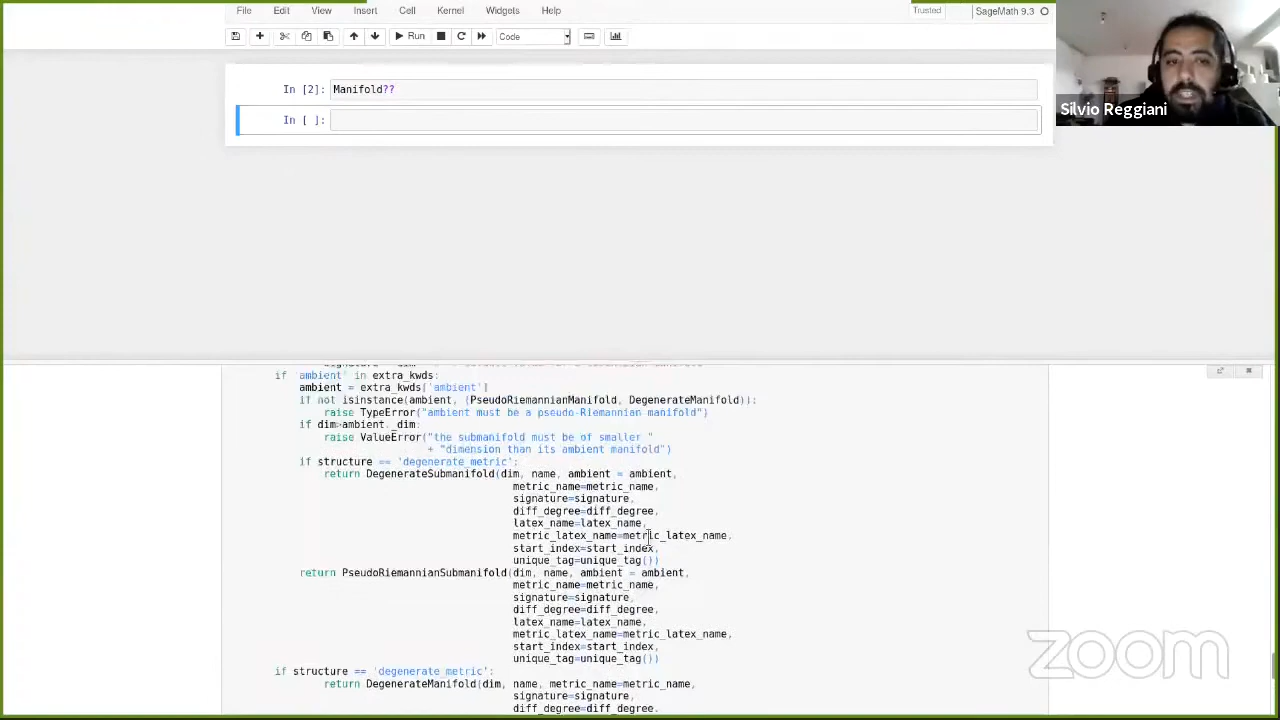 File Edit View Insert Cell Kernel Widgets Help Trusted SageMath 9.3
Run Code
In [2]: Manifold??
In [ ]:
Silvio Reggiani
if 'ambient' in extra_kwds:
ambient = extra_kwds['ambient']
if not isinstance(ambient, (PseudoRiemannianManifold, DegenerateManifold)):
raise TypeError("ambient must be a pseudo-Riemannian manifold")
if dim>ambient._dim:
raise ValueError("the submanifold must be of smaller "
+ "dimension than its ambient manifold")
if structure == 'degenerate_metric':
return DegenerateSubmanifold(dim, name, ambient = ambient,
metric_name=metric_name,
signature=signature,
diff_degree=diff_degree,
latex_name=latex_name,
metric_latex_name=metric_latex_name,
start_index=start_index,
unique_tag=unique_tag())
return PseudoRiemannianSubmanifold(dim, name, ambient = ambient,
metric_name=metric_name,
signature=signature,
diff_degree=diff_degree,
latex_name=latex_name,
metric_latex_name=metric_latex_name,
start_index=start_index,
unique_tag=unique_tag())
if structure == 'degenerate_metric':
return DegenerateManifold(dim, name, metric_name=metric_name,
signature=signature,
diff_degree=diff_degree,
zoom